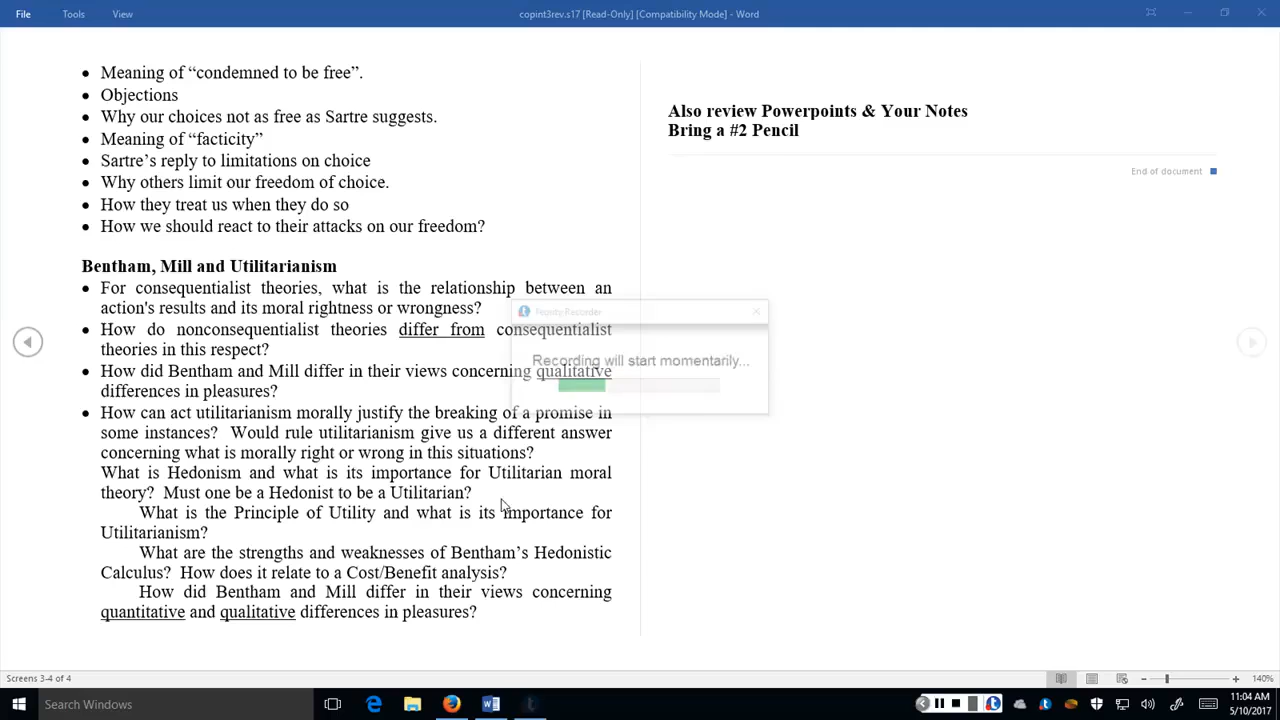 File Tools View copint3rev.s17 [Read-Only] [Compatibility Mode] - Word
• Meaning of “condemned to be free”.
• Objections
• Why our choices not as free as Sartre suggests.
• Meaning of “facticity”
• Sartre’s reply to limitations on choice
• Why others limit our freedom of choice.
• How they treat us when they do so
• How we should react to their attacks on our freedom?
Bentham, Mill and Utilitarianism
• For consequentialist theories, what is the relationship between an
action's results and its moral rightness or wrongness?
• How do nonconsequentialist theories differ from consequentialist
theories in this respect?
• How did Bentham and Mill differ in their views concerning qualitative
differences in pleasures?
• How can act utilitarianism morally justify the breaking of a promise in
some instances? Would rule utilitarianism give us a different answer
concerning what is morally right or wrong in this situations?
What is Hedonism and what is its importance for Utilitarian moral
theory? Must one be a Hedonist to be a Utilitarian?
What is the Principle of Utility and what is its importance for
Utilitarianism?
What are the strengths and weaknesses of Bentham’s Hedonistic
Calculus? How does it relate to a Cost/Benefit analysis?
How did Bentham and Mill differ in their views concerning
quantitative and qualitative differences in pleasures?
Also review Powerpoints & Your Notes
Bring a #2 Pencil
End of document
Recorder
Recording will start momentarily...
Screens 3-4 of 4
140%
Search Windows
11:04 AM
5/10/2017